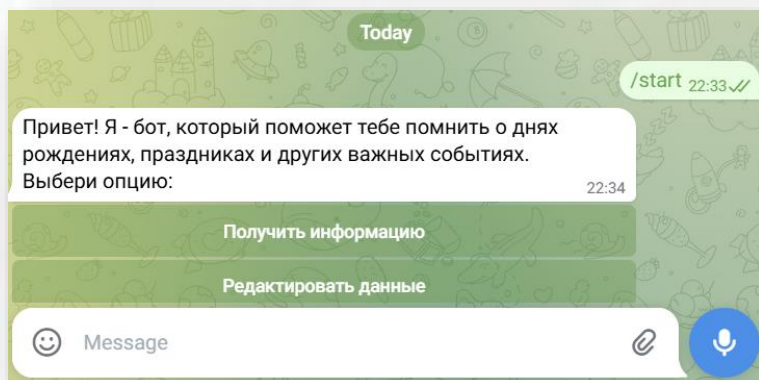 Today
/start 22:33
Привет! Я - бот, который поможет тебе помнить о днях
рождениях, праздниках и других важных событиях.
Выбери опцию:
22:34
Получить информацию
Редактировать данные
Message